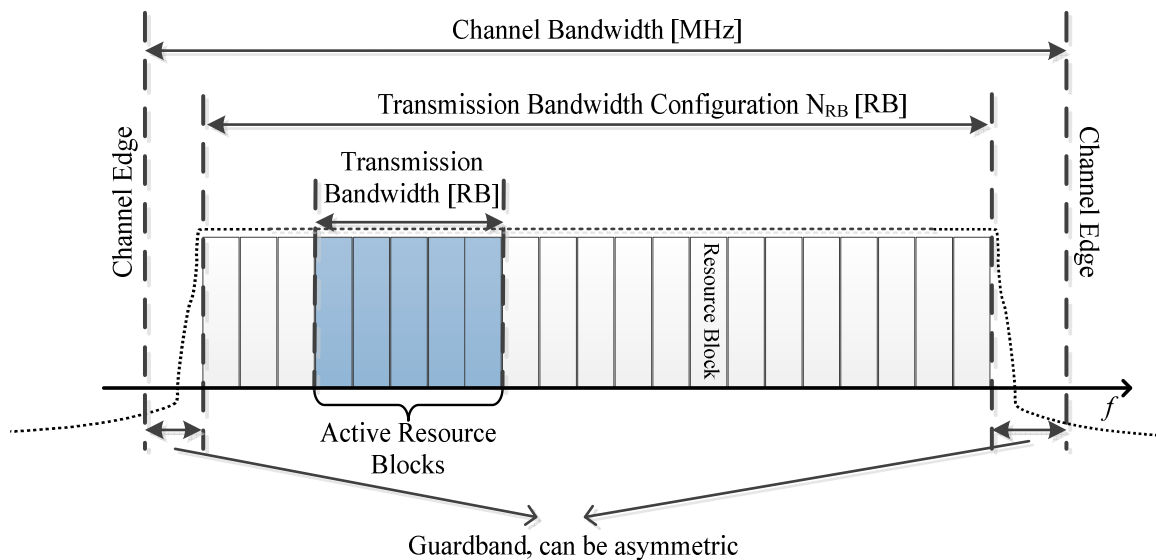 Channel Bandwidth [MHz]
Transmission Bandwidth Configuration N_RB [RB]
Transmission
Bandwidth [RB]
Channel Edge
Channel Edge
Resource Block
f
Active Resource
Blocks
Guardband, can be asymmetric